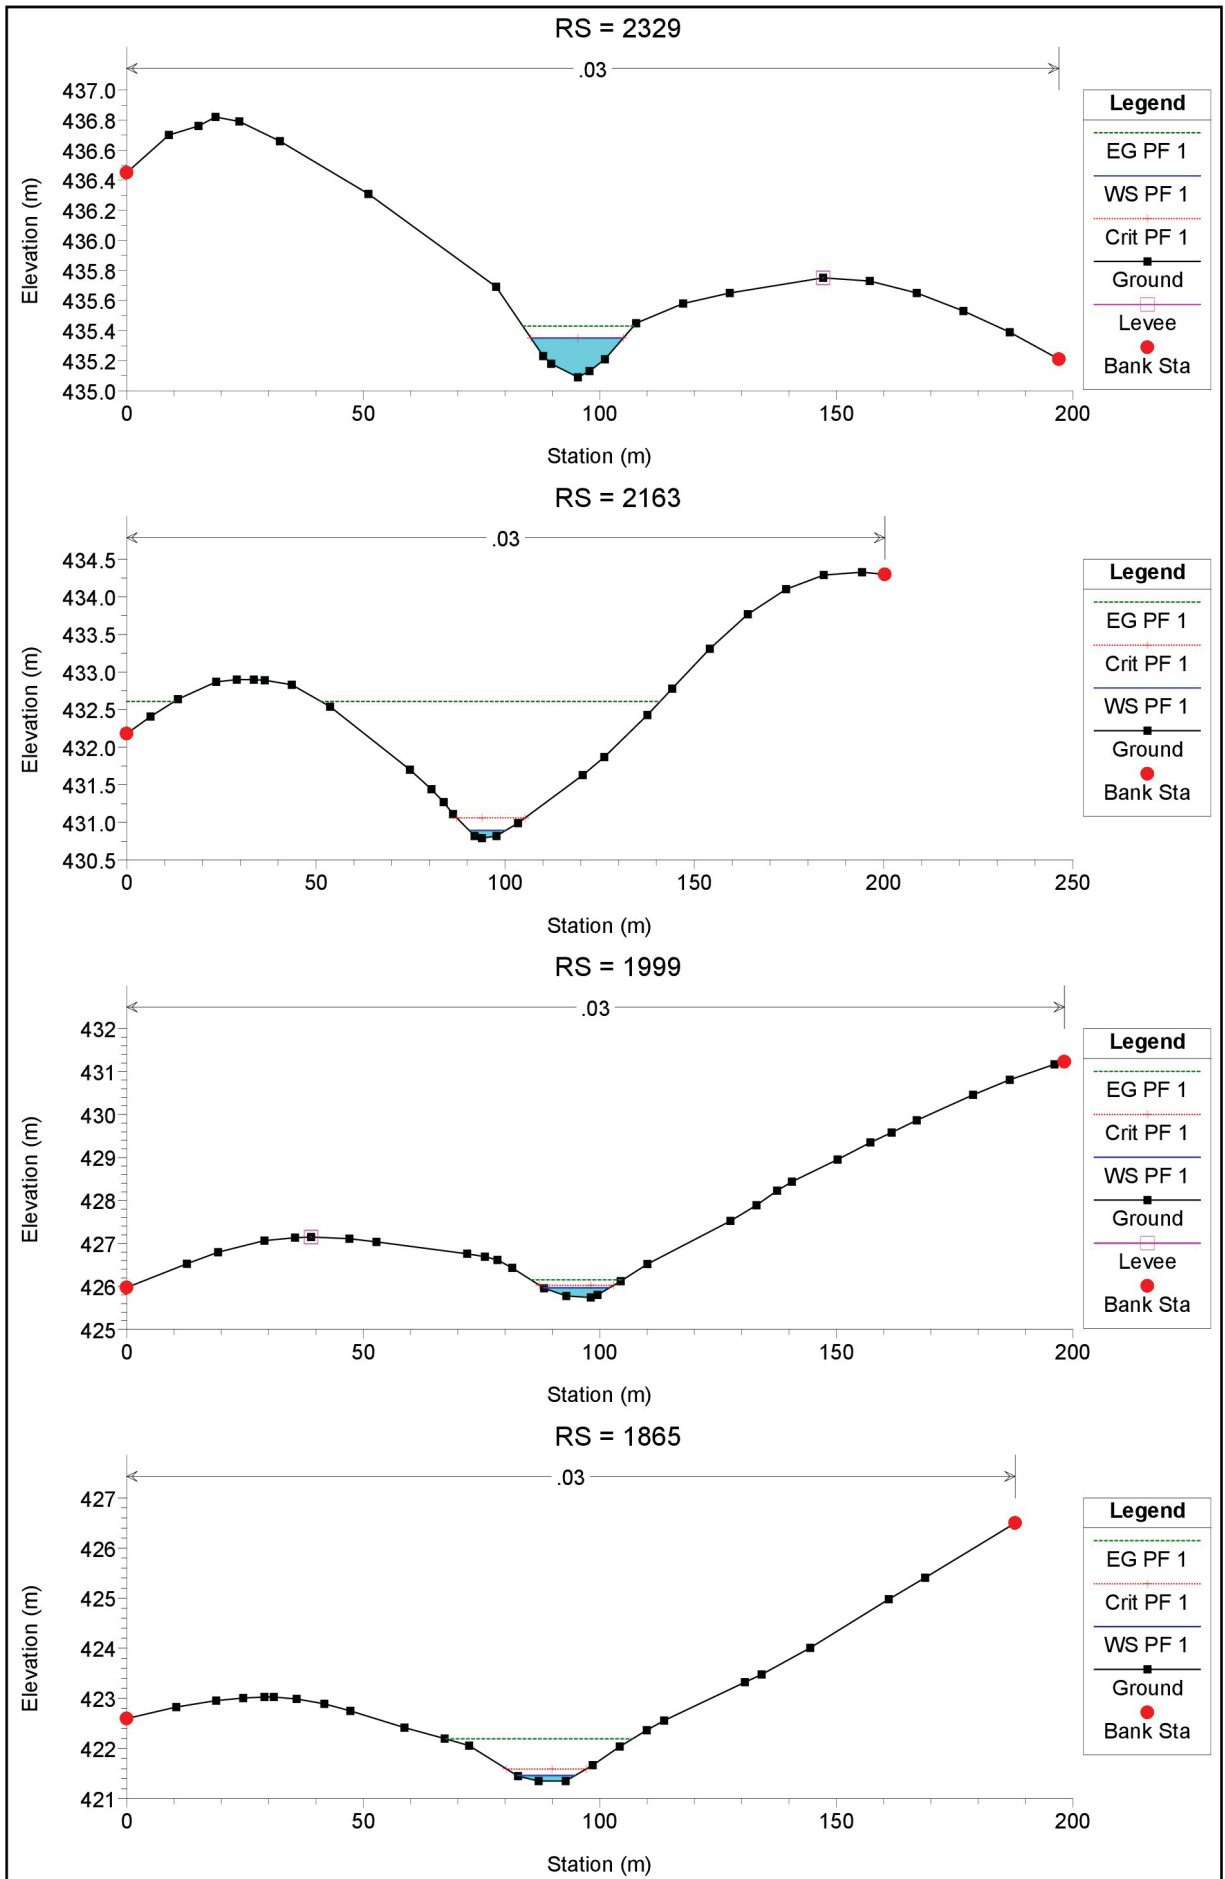 RS = 2329
.03
437.0
436.8
436.6
436.4
436.2
436.0
435.8
435.6
435.4
435.2
435.0
Elevation (m)
0 50 100 150 200
Station (m)
Legend
EG PF 1
WS PF 1
Crit PF 1
Ground
Levee
Bank Sta
RS = 2163
.03
434.5
434.0
433.5
433.0
432.5
432.0
431.5
431.0
430.5
Elevation (m)
0 50 100 150 200 250
Station (m)
Legend
EG PF 1
Crit PF 1
WS PF 1
Ground
Bank Sta
RS = 1999
.03
432
431
430
429
428
427
426
425
Elevation (m)
0 50 100 150 200
Station (m)
Legend
EG PF 1
Crit PF 1
WS PF 1
Ground
Levee
Bank Sta
RS = 1865
.03
427
426
425
424
423
422
421
Elevation (m)
0 50 100 150 200
Station (m)
Legend
EG PF 1
Crit PF 1
WS PF 1
Ground
Bank Sta